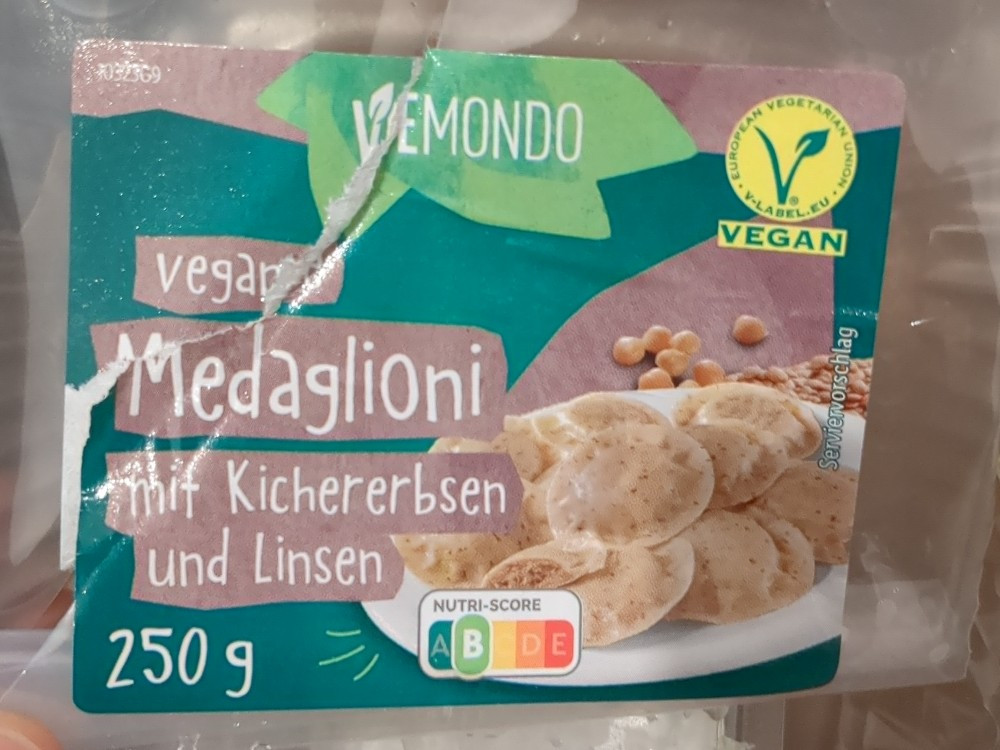 VEMONDO
EUROPEAN VEGETARIAN UNION
V-LABEL.EU
VEGAN
vegan
Medaglioni
mit Kichererbsen
und Linsen
Serviervorschlag
NUTRI-SCORE
A B C D E
250 g